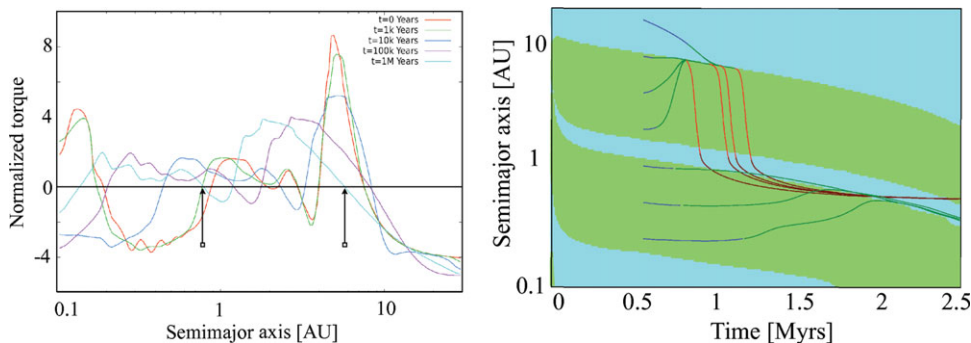 8
4
0
-4
Normalized torque
t=0 Years
t=1k Years
t=10k Years
t=100k Years
t=1M Years
0.1
1
10
Semimajor axis [AU]
10
1
0.1
Semimajor axis [AU]
0
0.5
1
1.5
2
2.5
Time [Myrs]